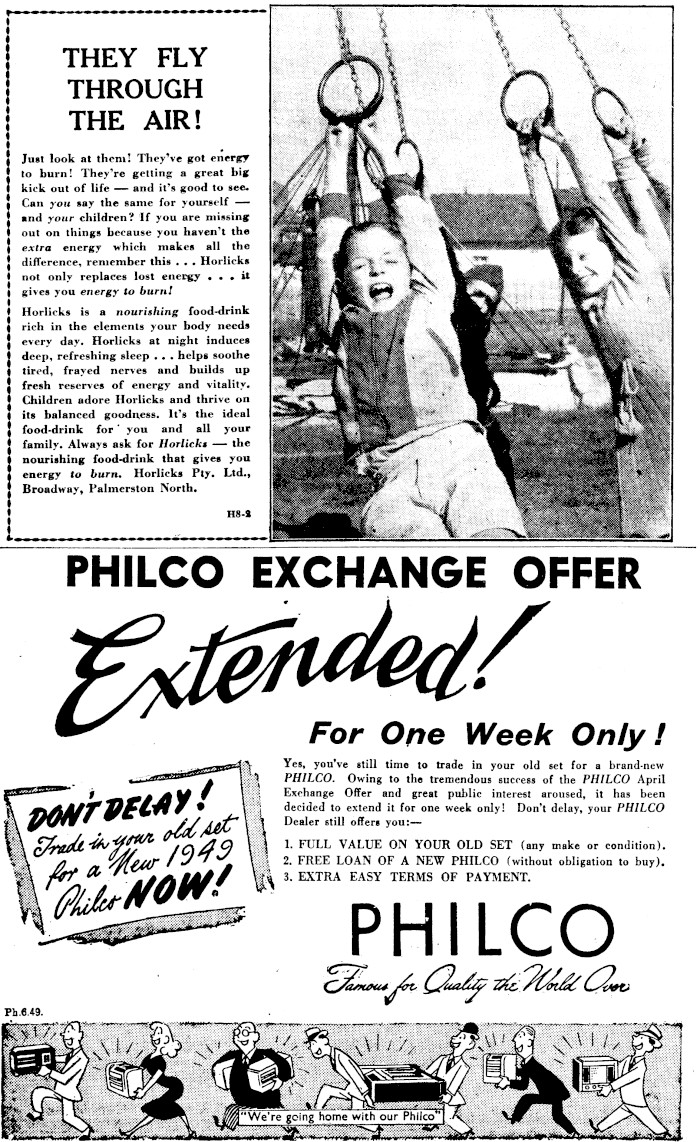 THEY FLY
THROUGH
THE AIR!
Just look at them! They've got energy
to burn! They're getting a great big
kick out of life — and it's good to see.
Can you say the same for yourself —
and your children? If you are missing
out on things because you haven't the
extra energy which makes all the
difference, remember this . . . Horlicks
not only replaces lost energy . . . it
gives you energy to burn!
Horlicks is a nourishing food-drink
rich in the elements your body needs
every day. Horlicks at night induces
deep, refreshing sleep . . . helps soothe
tired, frayed nerves and builds up
fresh reserves of energy and vitality.
Children adore Horlicks and thrive on
its balanced goodness. It's the ideal
food-drink for you and all your
family. Always ask for Horlicks — the
nourishing food-drink that gives you
energy to burn. Horlicks Pty. Ltd.,
Broadway, Palmerston North.
H8-2
PHILCO EXCHANGE OFFER
Extended!
For One Week Only!
Yes, you've still time to trade in your old set for a brand-new
PHILCO. Owing to the tremendous success of the PHILCO April
Exchange Offer and great public interest aroused, it has been
decided to extend it for one week only! Don't delay, your PHILCO
Dealer still offers you:—
1. FULL VALUE ON YOUR OLD SET (any make or condition).
2. FREE LOAN OF A NEW PHILCO (without obligation to buy).
3. EXTRA EASY TERMS OF PAYMENT.
DON'T DELAY!
Trade in your old set
for a New 1949
Philco NOW!
PHILCO
Famous for Quality the World Over
Ph.6.49.
"We're going home with our Philco"